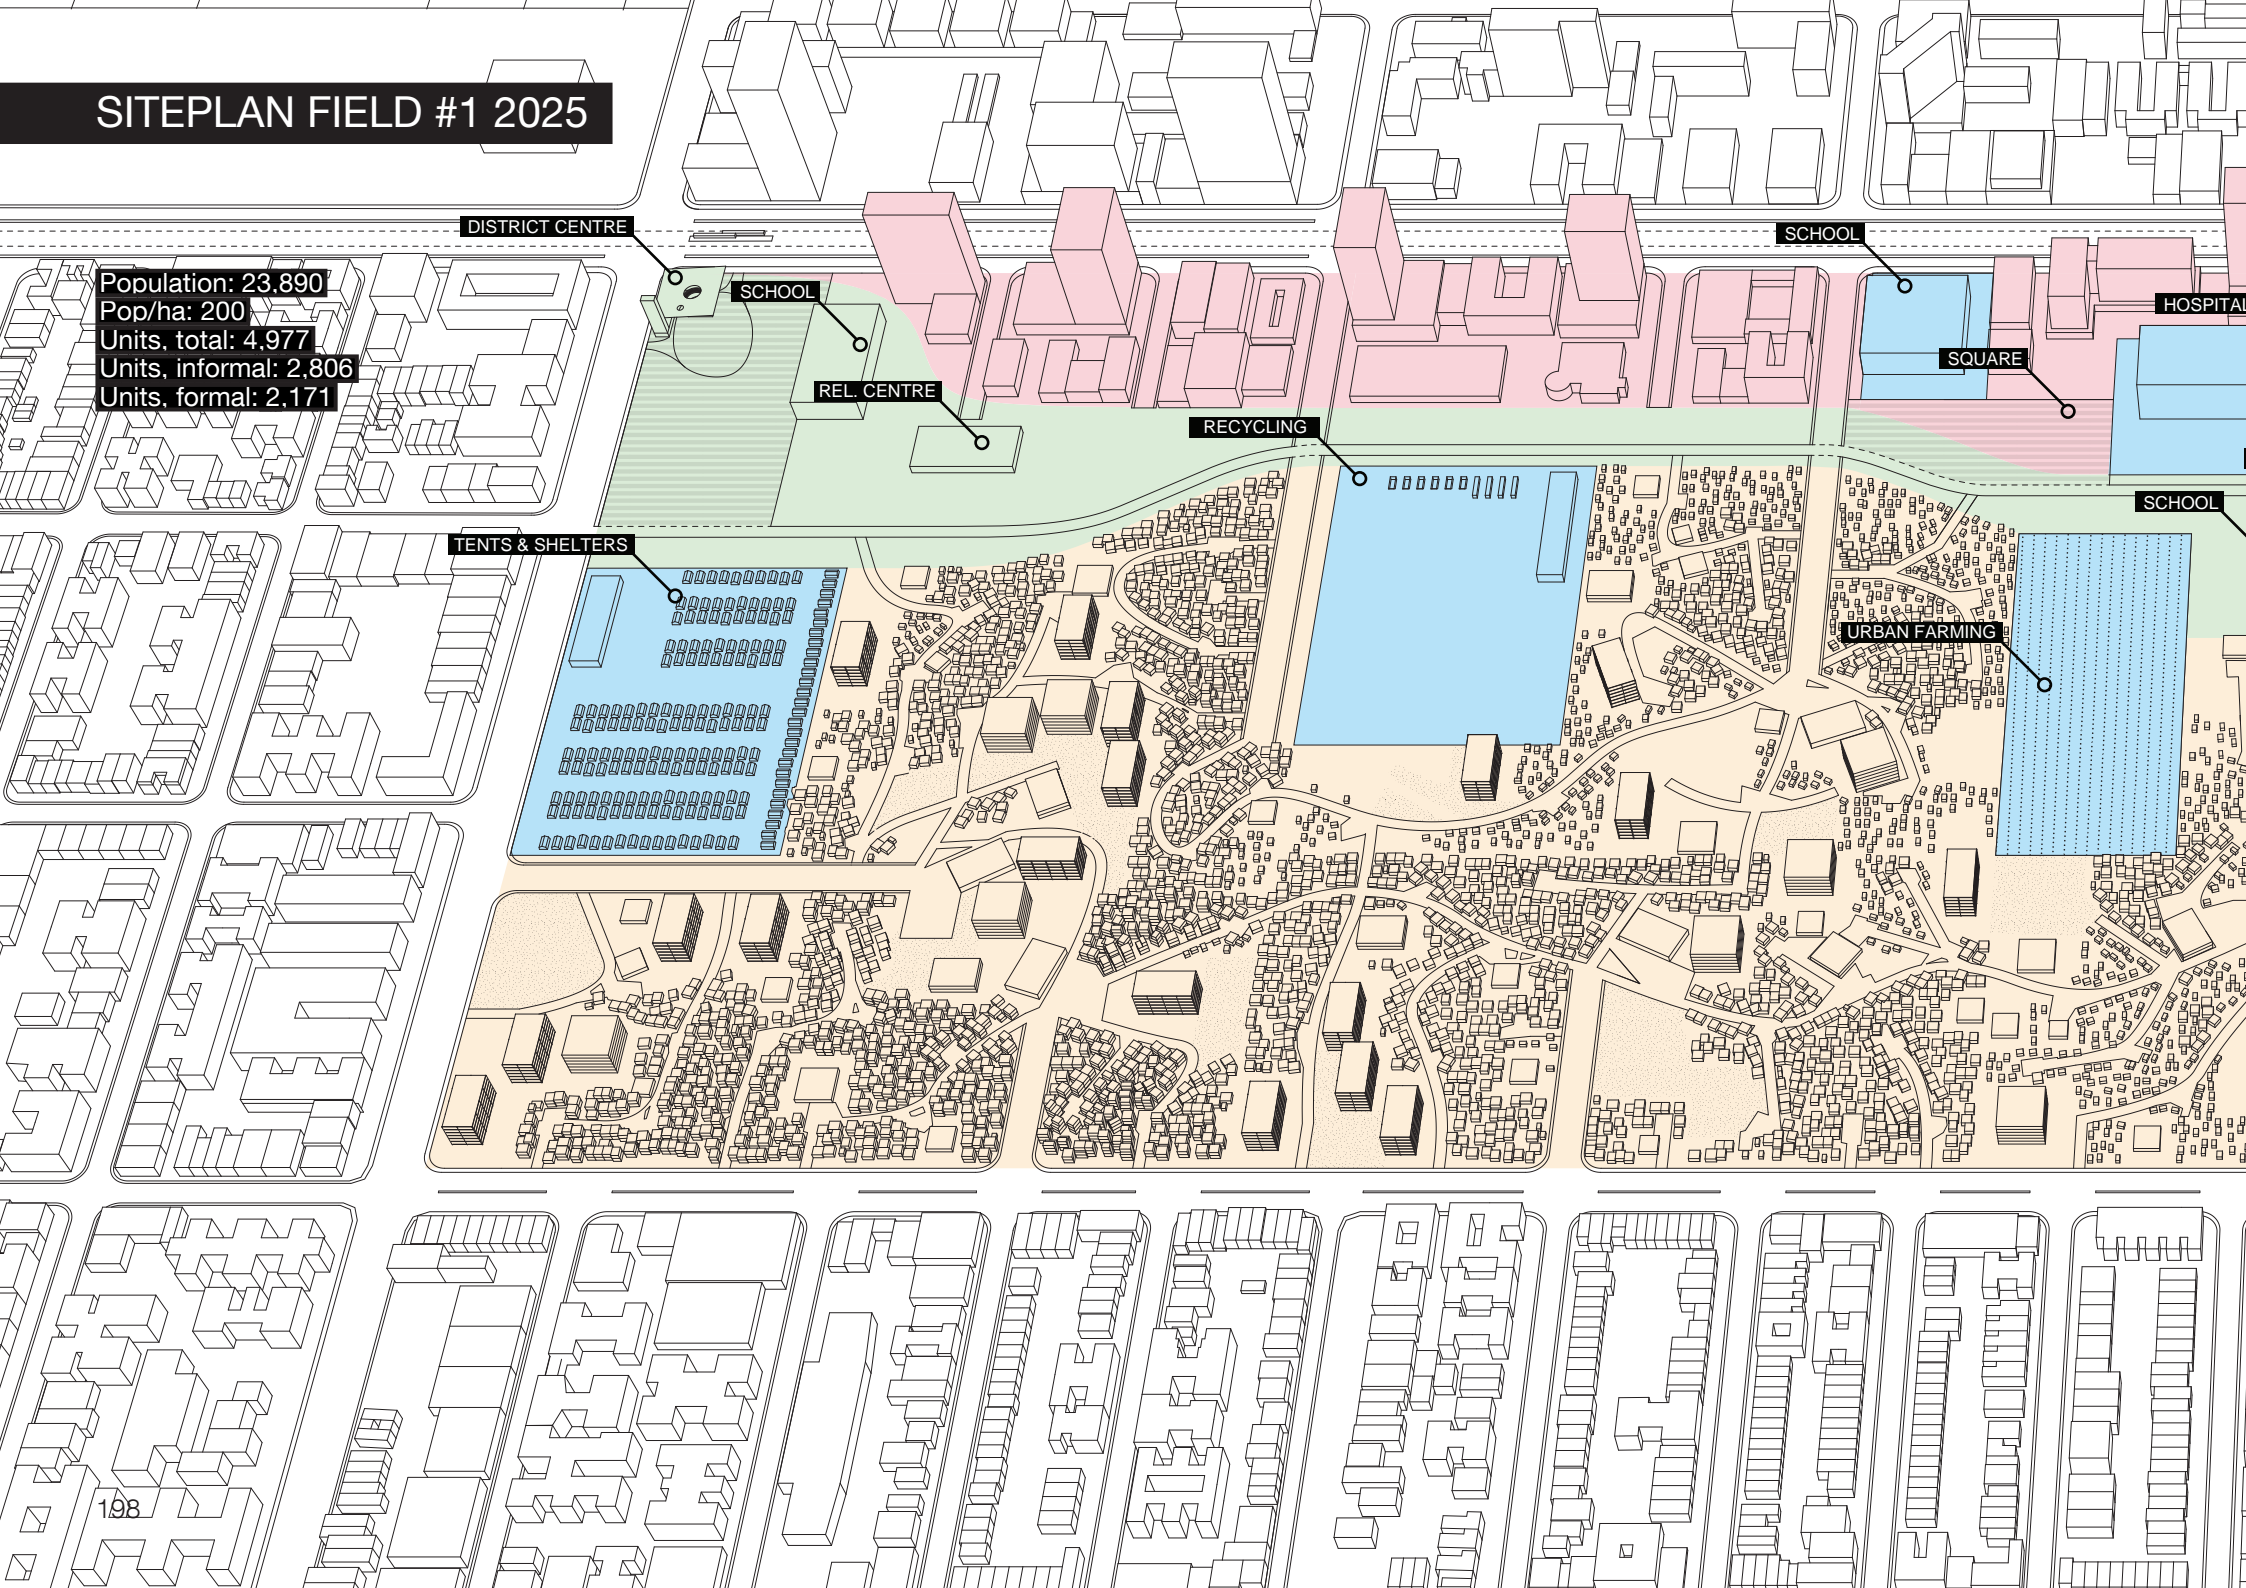 SITEPLAN FIELD #1 2025
DISTRICT CENTRE
SCHOOL
Population: 23,890
Pop/ha: 200
Units, total: 4,977
Units, informal: 2,806
Units, formal: 2,171
SCHOOL
HOSPITAL
SQUARE
REL. CENTRE
RECYCLING
SCHOOL
TENTS & SHELTERS
URBAN FARMING
198